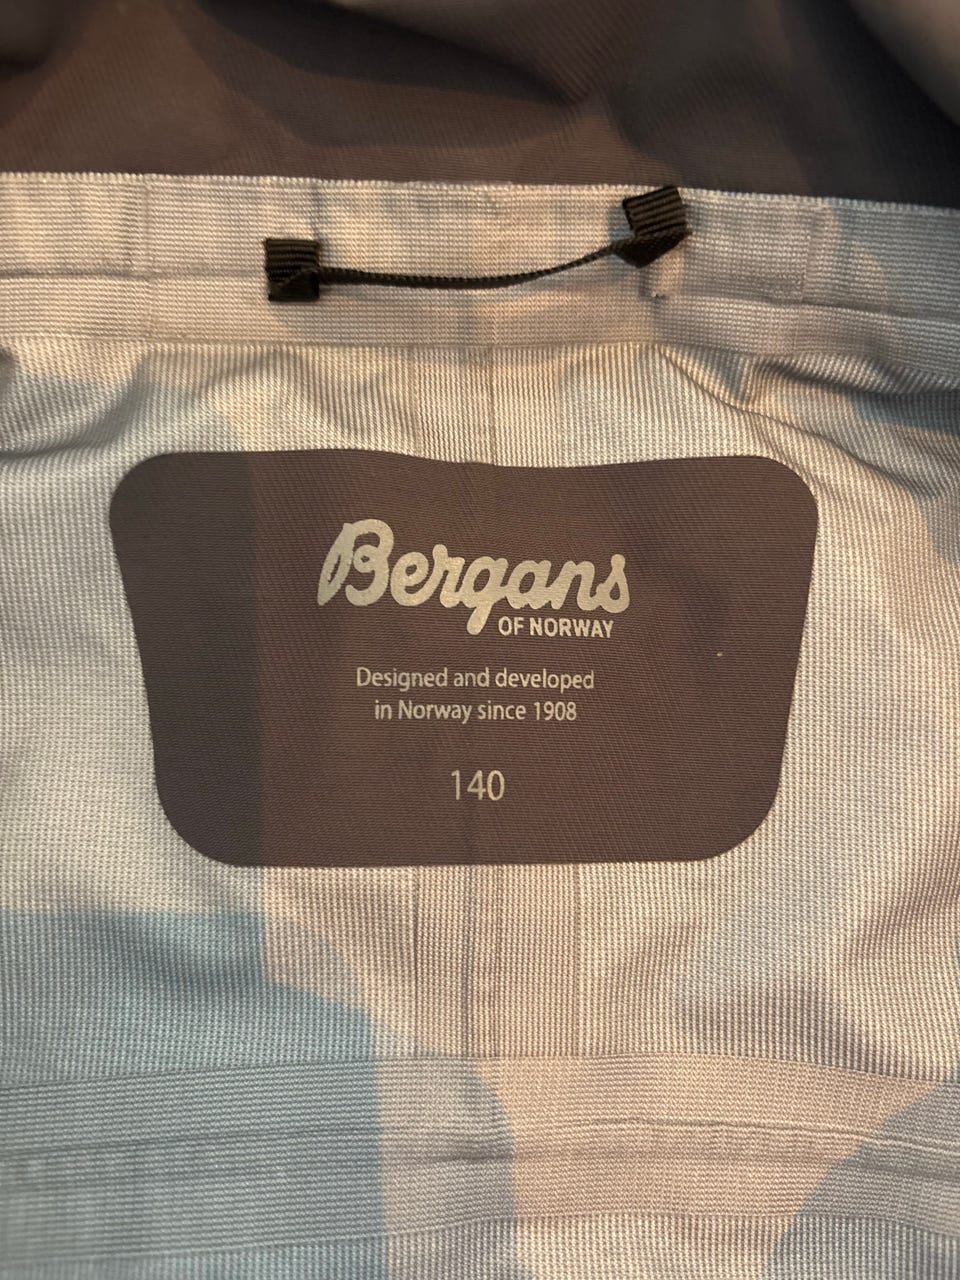 Bergans
OF NORWAY
Designed and developed
in Norway since 1908
140